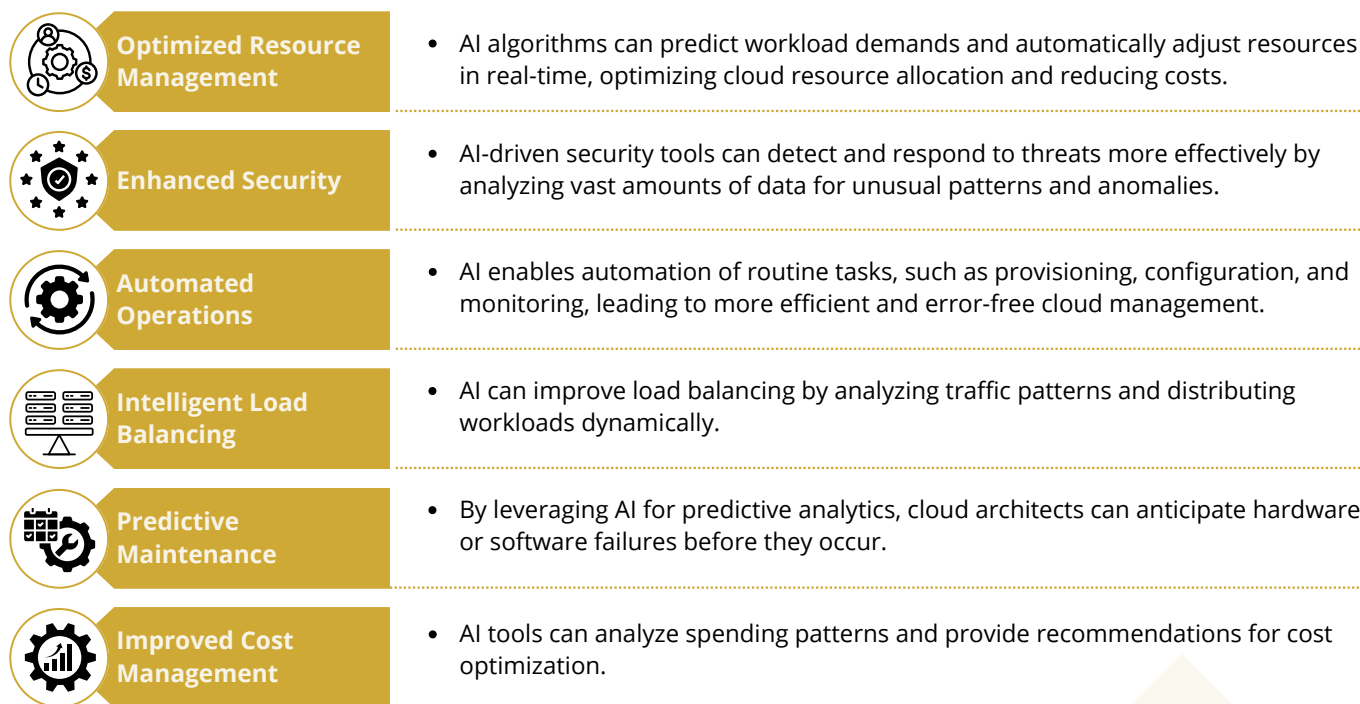 Optimized Resource
Management
• AI algorithms can predict workload demands and automatically adjust resources
in real-time, optimizing cloud resource allocation and reducing costs.
Enhanced Security
• AI-driven security tools can detect and respond to threats more effectively by
analyzing vast amounts of data for unusual patterns and anomalies.
Automated
Operations
• AI enables automation of routine tasks, such as provisioning, configuration, and
monitoring, leading to more efficient and error-free cloud management.
Intelligent Load
Balancing
• AI can improve load balancing by analyzing traffic patterns and distributing
workloads dynamically.
Predictive
Maintenance
• By leveraging AI for predictive analytics, cloud architects can anticipate hardware
or software failures before they occur.
Improved Cost
Management
• AI tools can analyze spending patterns and provide recommendations for cost
optimization.